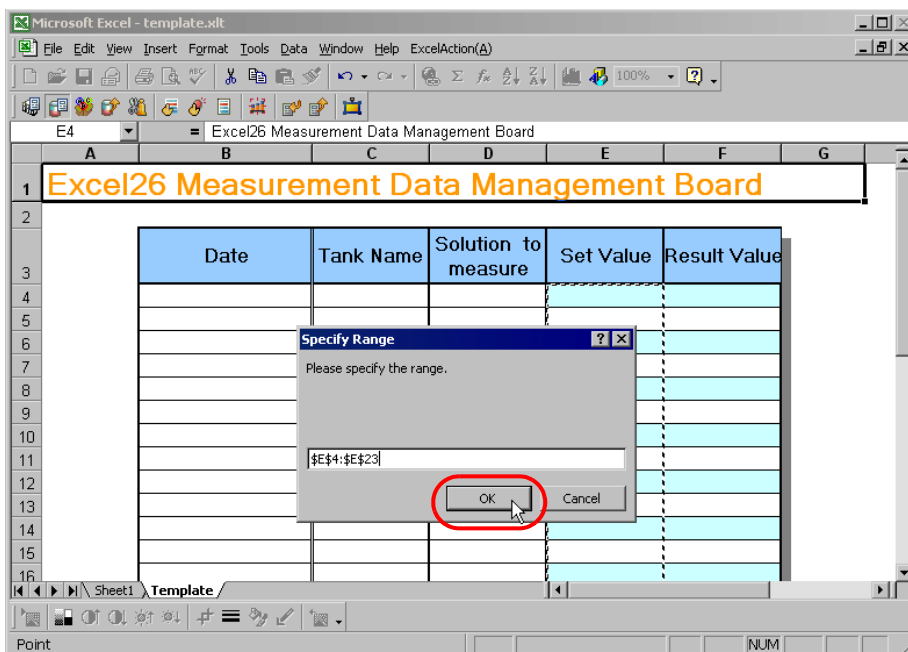 Microsoft Excel - template.xlt
File Edit View Insert Format Tools Data Window Help ExcelAction(A)
100%
E4 = Excel26 Measurement Data Management Board
A B C D E F G
1 Excel26 Measurement Data Management Board
2
3 Date Tank Name Solution to measure Set Value Result Value
4
5
6
7
8
9
10
11
12
13
14
15
16
Specify Range
Please specify the range.
$E$4:$E$23
OK Cancel
Sheet1 Template
Point NUM